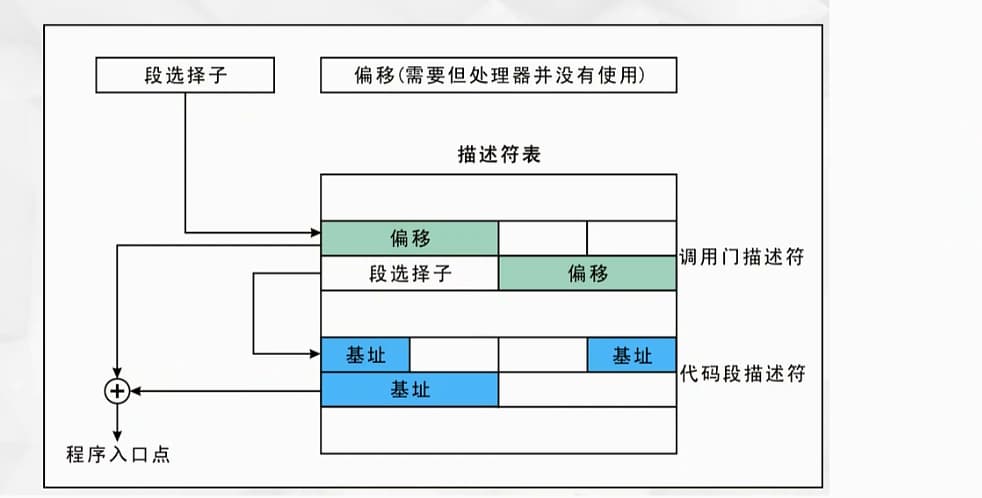 段选择子
偏移(需要但处理器并没有使用)
描述符表
偏移
调用门描述符
段选择子
偏移
基址
基址
代码段描述符
基址
程序入口点